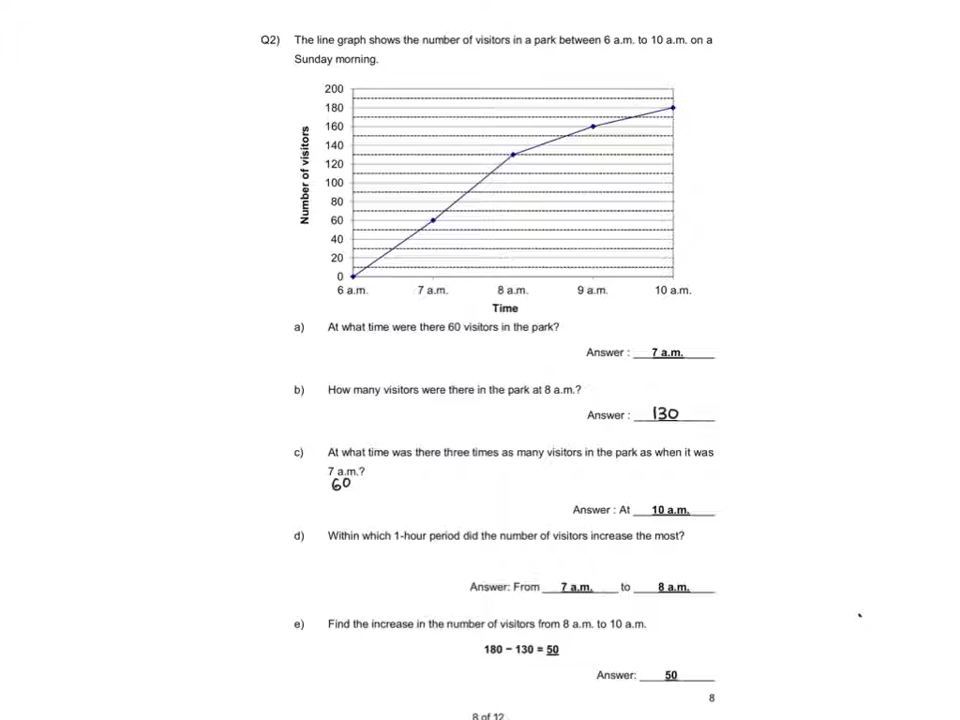 Q2) The line graph shows the number of visitors in a park between 6 a.m. to 10 a.m. on a
Sunday morning.
Number of visitors
200
180
160
140
120
100
80
60
40
20
0
6 a.m. 7 a.m. 8 a.m. 9 a.m. 10 a.m.
Time
a) At what time were there 60 visitors in the park?
Answer : 7 a.m.
b) How many visitors were there in the park at 8 a.m.?
Answer : 130
c) At what time was there three times as many visitors in the park as when it was
7 a.m.?
60
Answer : At 10 a.m.
d) Within which 1-hour period did the number of visitors increase the most?
Answer: From 7 a.m. to 8 a.m.
e) Find the increase in the number of visitors from 8 a.m. to 10 a.m.
180 − 130 = 50
Answer: 50
8
8 of 12